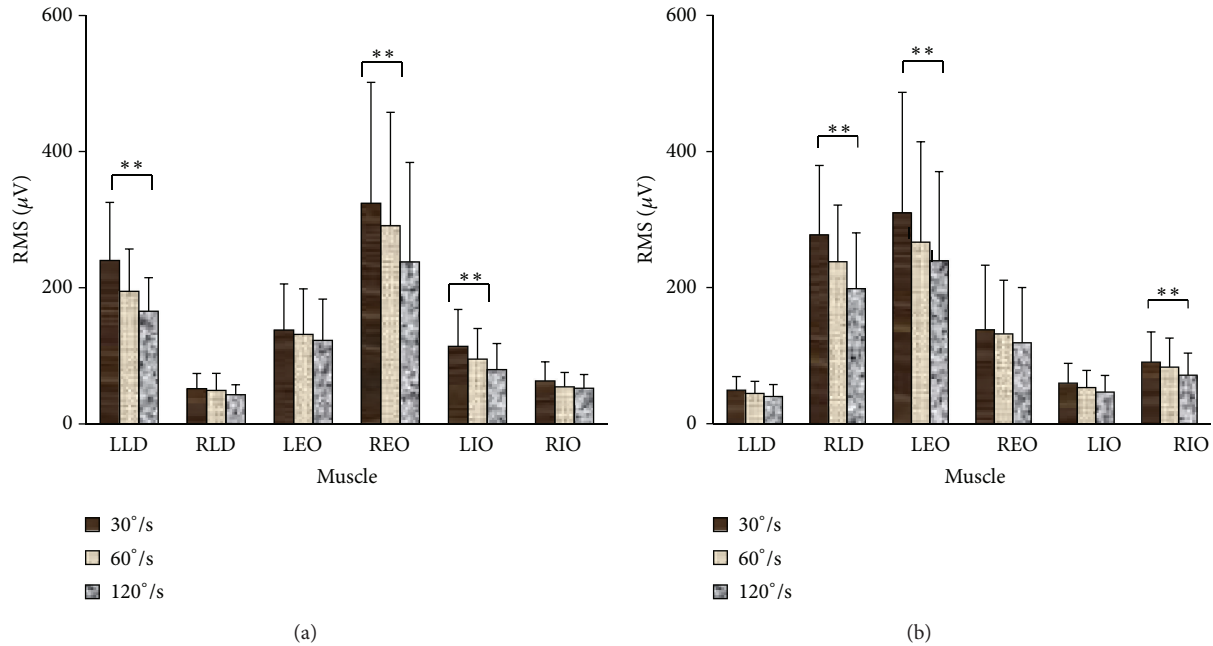 600
400
200
0
RMS (μV)
**
**
**
LLD RLD LEO REO LIO RIO
Muscle
30°/s
60°/s
120°/s
(a)
600
400
200
0
RMS (μV)
**
**
**
LLD RLD LEO REO LIO RIO
Muscle
30°/s
60°/s
120°/s
(b)